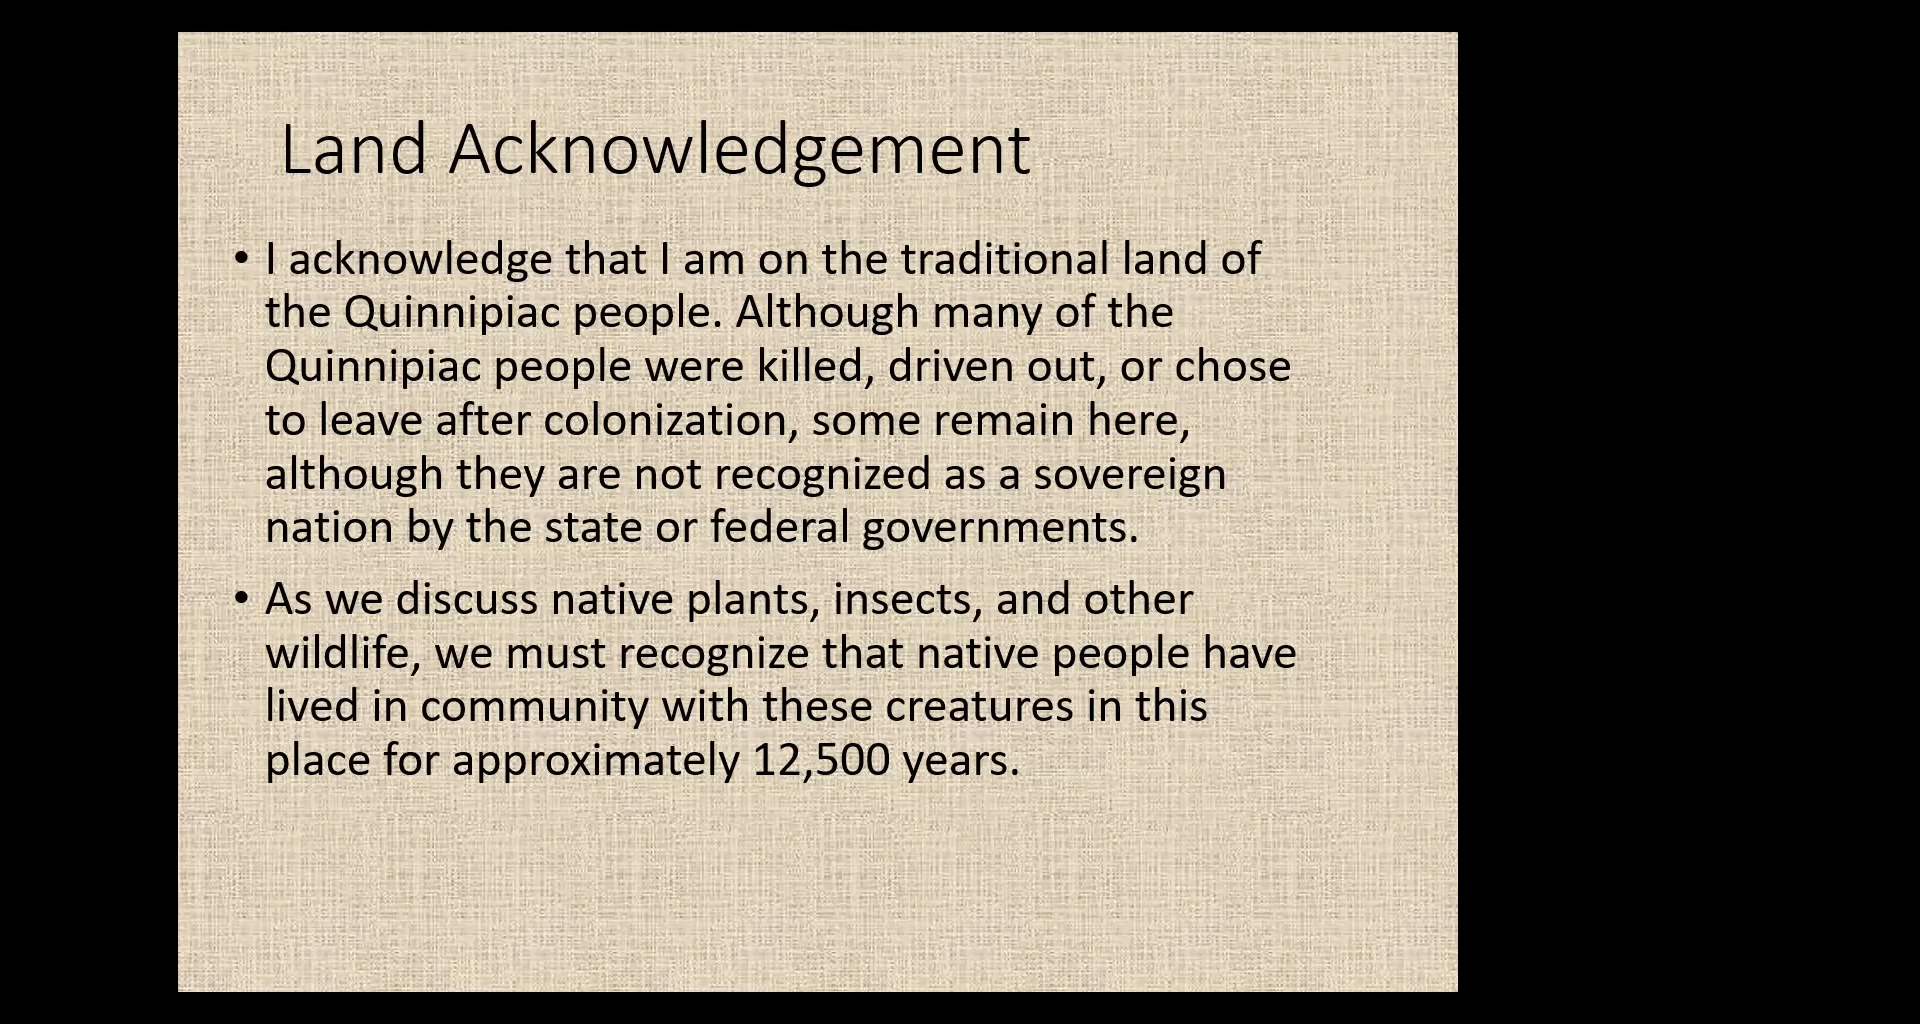 Land Acknowledgement
• I acknowledge that I am on the traditional land of
the Quinnipiac people. Although many of the
Quinnipiac people were killed, driven out, or chose
to leave after colonization, some remain here,
although they are not recognized as a sovereign
nation by the state or federal governments.
• As we discuss native plants, insects, and other
wildlife, we must recognize that native people have
lived in community with these creatures in this
place for approximately 12,500 years.